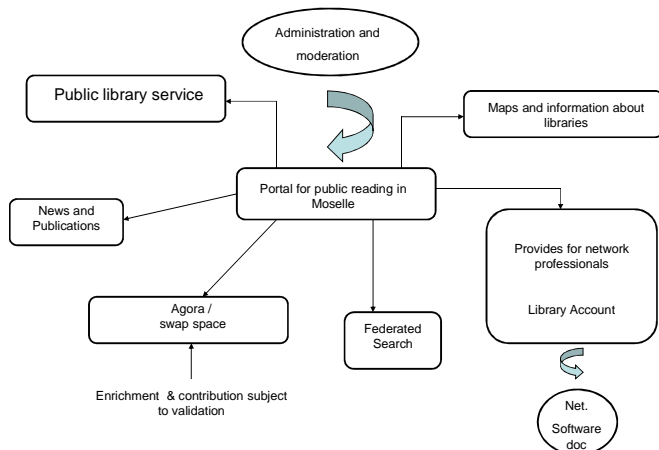 Administration and
moderation
Public library service
Maps and information about
libraries
Portal for public reading in
Moselle
News and
Publications
Provides for network
professionals
Library Account
Agora /
swap space
Federated
Search
Enrichment & contribution subject
to validation
Net.
Software
doc